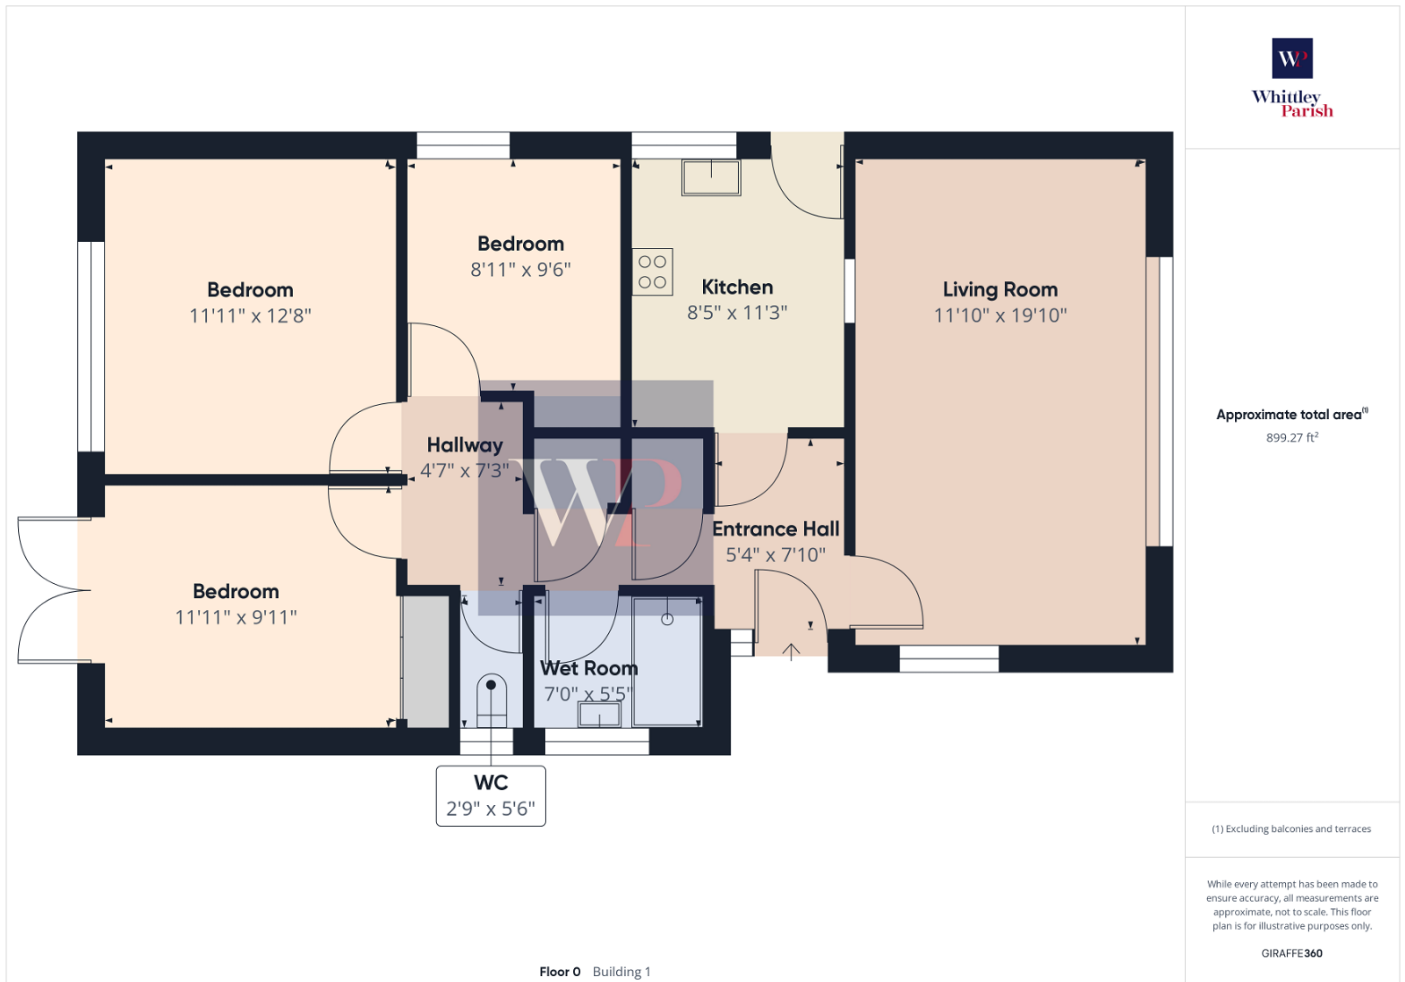 WP
Whittley
Parish
Bedroom
11'11" x 12'8"
Bedroom
8'11" x 9'6"
Kitchen
8'5" x 11'3"
Living Room
11'10" x 19'10"
Hallway
4'7" x 7'3"
WP
Entrance Hall
5'4" x 7'10"
Bedroom
11'11" x 9'11"
Wet Room
7'0" x 5'5"
WC
2'9" x 5'6"
Approximate total area(1)
899.27 ft²
(1) Excluding balconies and terraces
While every attempt has been made to
ensure accuracy, all measurements are
approximate, not to scale. This floor
plan is for illustrative purposes only.
GIRAFFE360
Floor 0 Building 1